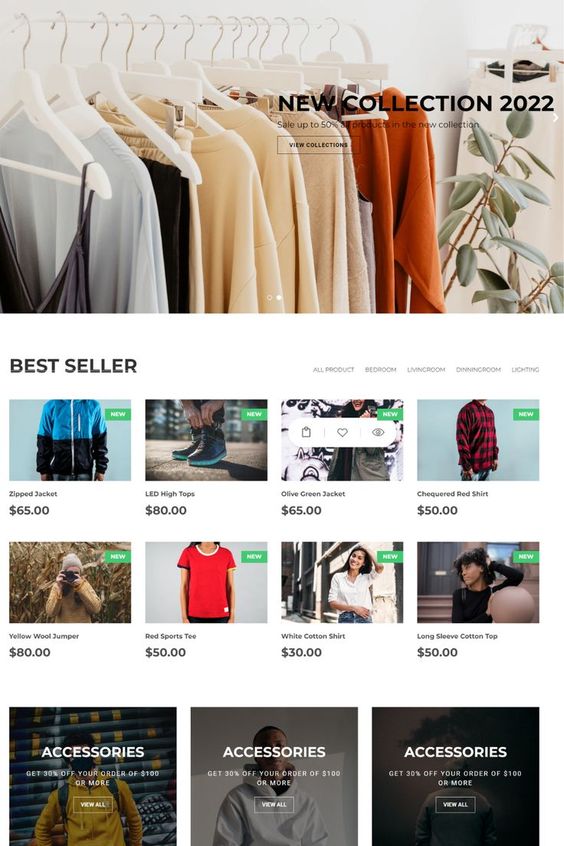 NEW COLLECTION 2022
Sale up to 50% all products in the new collection
VIEW COLLECTIONS
BEST SELLER
ALL PRODUCT BEDROOM LIVINGROOM DINNINGROOM LIGHTING
NEW NEW NEW NEW
Zipped Jacket LED High Tops Olive Green Jacket Chequered Red Shirt
$65.00 $80.00 $65.00 $50.00
NEW NEW NEW NEW
Yellow Wool Jumper Red Sports Tee White Cotton Shirt Long Sleeve Cotton Top
$80.00 $50.00 $30.00 $50.00
ACCESSORIES ACCESSORIES ACCESSORIES
GET 30% OFF YOUR ORDER OF $100 GET 30% OFF YOUR ORDER OF $100 GET 30% OFF YOUR ORDER OF $100
OR MORE OR MORE OR MORE
VIEW ALL VIEW ALL VIEW ALL